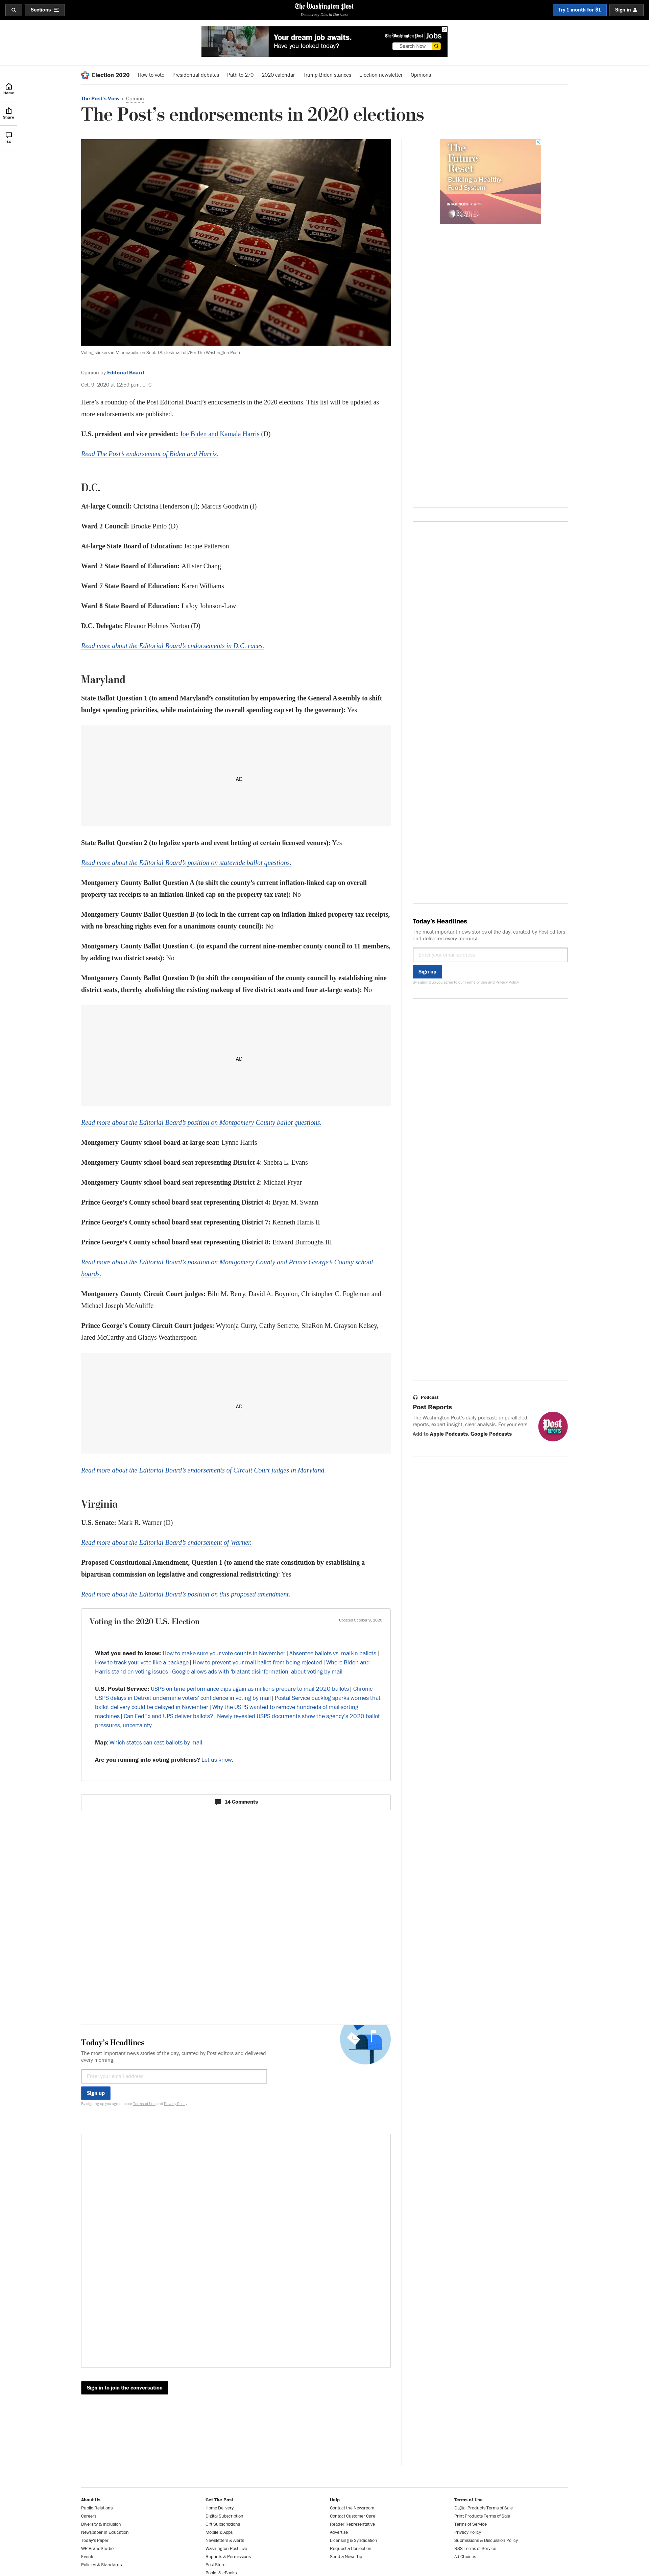 Sections
The Washington Post
Democracy Dies in Darkness
Try 1 month for $1
Sign in
Your dream job awaits.
Have you looked today?
The Washington Post Jobs
Search Now
Home
Share
14
Election 2020
How to vote
Presidential debates
Path to 270
2020 calendar
Trump-Biden stances
Election newsletter
Opinions
The Post's View • Opinion
The Post's endorsements in 2020 elections
The Future Reset
Building a Healthy Food System
IN PARTNERSHIP WITH
VOTED EARLY
Voting stickers in Minneapolis on Sept. 18. (Joshua Lott/For The Washington Post)
Opinion by Editorial Board
Oct. 9, 2020 at 12:59 p.m. UTC
Here's a roundup of the Post Editorial Board's endorsements in the 2020 elections. This list will be updated as
more endorsements are published.
U.S. president and vice president: Joe Biden and Kamala Harris (D)
Read The Post's endorsement of Biden and Harris.
D.C.
At-large Council: Christina Henderson (I); Marcus Goodwin (I)
Ward 2 Council: Brooke Pinto (D)
At-large State Board of Education: Jacque Patterson
Ward 2 State Board of Education: Allister Chang
Ward 7 State Board of Education: Karen Williams
Ward 8 State Board of Education: LaJoy Johnson-Law
D.C. Delegate: Eleanor Holmes Norton (D)
Read more about the Editorial Board's endorsements in D.C. races.
Maryland
State Ballot Question 1 (to amend Maryland's constitution by empowering the General Assembly to shift
budget spending priorities, while maintaining the overall spending cap set by the governor): Yes
AD
State Ballot Question 2 (to legalize sports and event betting at certain licensed venues): Yes
Read more about the Editorial Board's position on statewide ballot questions.
Montgomery County Ballot Question A (to shift the county's current inflation-linked cap on overall
property tax receipts to an inflation-linked cap on the property tax rate): No
Montgomery County Ballot Question B (to lock in the current cap on inflation-linked property tax receipts,
with no breaching rights even for a unanimous county council): No
Montgomery County Ballot Question C (to expand the current nine-member county council to 11 members,
by adding two district seats): No
Montgomery County Ballot Question D (to shift the composition of the county council by establishing nine
district seats, thereby abolishing the existing makeup of five district seats and four at-large seats): No
AD
Read more about the Editorial Board's position on Montgomery County ballot questions.
Montgomery County school board at-large seat: Lynne Harris
Montgomery County school board seat representing District 4: Shebra L. Evans
Montgomery County school board seat representing District 2: Michael Fryar
Prince George's County school board seat representing District 4: Bryan M. Swann
Prince George's County school board seat representing District 7: Kenneth Harris II
Prince George's County school board seat representing District 8: Edward Burroughs III
Read more about the Editorial Board's position on Montgomery County and Prince George's County school
boards.
Montgomery County Circuit Court judges: Bibi M. Berry, David A. Boynton, Christopher C. Fogleman and
Michael Joseph McAuliffe
Prince George's County Circuit Court judges: Wytonja Curry, Cathy Serrette, ShaRon M. Grayson Kelsey,
Jared McCarthy and Gladys Weatherspoon
AD
Read more about the Editorial Board's endorsements of Circuit Court judges in Maryland.
Virginia
U.S. Senate: Mark R. Warner (D)
Read more about the Editorial Board's endorsement of Warner.
Proposed Constitutional Amendment, Question 1 (to amend the state constitution by establishing a
bipartisan commission on legislative and congressional redistricting): Yes
Read more about the Editorial Board's position on this proposed amendment.
Voting in the 2020 U.S. Election
Updated October 9, 2020
What you need to know: How to make sure your vote counts in November | Absentee ballots vs. mail-in ballots |
How to track your vote like a package | How to prevent your mail ballot from being rejected | Where Biden and
Harris stand on voting issues | Google allows ads with 'blatant disinformation' about voting by mail
U.S. Postal Service: USPS on-time performance dips again as millions prepare to mail 2020 ballots | Chronic
USPS delays in Detroit undermine voters' confidence in voting by mail | Postal Service backlog sparks worries that
ballot delivery could be delayed in November | Why the USPS wanted to remove hundreds of mail-sorting
machines | Can FedEx and UPS deliver ballots? | Newly revealed USPS documents show the agency's 2020 ballot
pressures, uncertainty
Map: Which states can cast ballots by mail
Are you running into voting problems? Let us know.
14 Comments
Today's Headlines
The most important news stories of the day, curated by Post editors and delivered
every morning.
Enter your email address
Sign up
By signing up you agree to our Terms of Use and Privacy Policy
Sign in to join the conversation
Today's Headlines
The most important news stories of the day, curated by Post editors
and delivered every morning.
Enter your email address
Sign up
By signing up you agree to our Terms of Use and Privacy Policy
Podcast
Post Reports
The Washington Post's daily podcast: unparalleled
reports, expert insight, clear analysis. For your ears.
Add to Apple Podcasts, Google Podcasts
Post REPORTS
About Us
Public Relations
Careers
Diversity & Inclusion
Newspaper in Education
Today's Paper
WP BrandStudio
Events
Policies & Standards
Get The Post
Home Delivery
Digital Subscription
Gift Subscriptions
Mobile & Apps
Newsletters & Alerts
Washington Post Live
Reprints & Permissions
Post Store
Books & eBooks
Help
Contact the Newsroom
Contact Customer Care
Reader Representative
Advertise
Licensing & Syndication
Request a Correction
Send a News Tip
Terms of Use
Digital Products Terms of Sale
Print Products Terms of Sale
Terms of Service
Privacy Policy
Submissions & Discussion Policy
RSS Terms of Service
Ad Choices